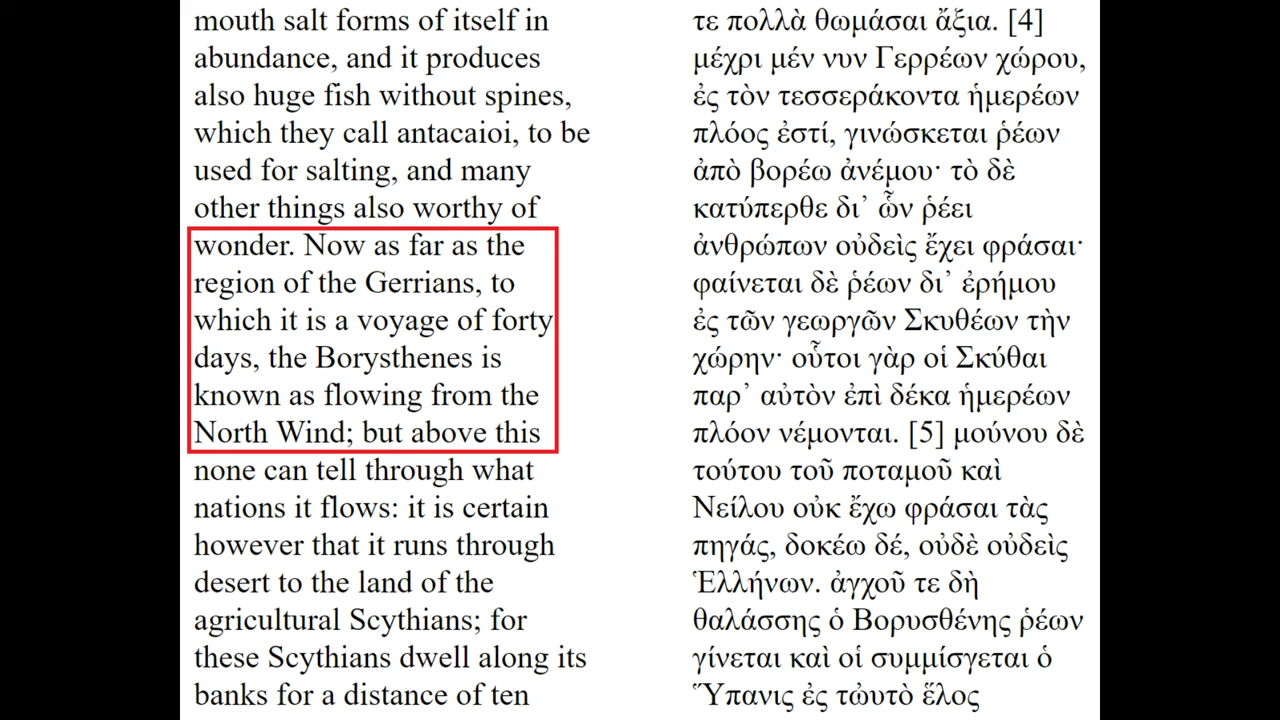 mouth salt forms of itself in
abundance, and it produces
also huge fish without spines,
which they call antacaioi, to be
used for salting, and many
other things also worthy of
wonder. Now as far as the
region of the Gerrians, to
which it is a voyage of forty
days, the Borysthenes is
known as flowing from the
North Wind; but above this
none can tell through what
nations it flows: it is certain
however that it runs through
desert to the land of the
agricultural Scythians; for
these Scythians dwell along its
banks for a distance of ten
τε πολλὰ θωμάσαι ἄξια. [4]
μέχρι μέν νυν Γερρέων χώρου,
ἐς τὸν τεσσεράκοντα ἡμερέων
πλόος ἐστί, γινώσκεται ῥέων
ἀπὸ βορέω ἀνέμου· τὸ δὲ
κατύπερθε δι᾽ ὧν ῥέει
ἀνθρώπων οὐδεὶς ἔχει φράσαι·
φαίνεται δὲ ῥέων δι᾽ ἐρήμου
ἐς τῶν γεωργῶν Σκυθέων τὴν
χώρην· οὗτοι γὰρ οἱ Σκύθαι
παρ᾽ αὐτὸν ἐπὶ δέκα ἡμερέων
πλόον νέμονται. [5] μούνου δὲ
τούτου τοῦ ποταμοῦ καὶ
Νείλου οὐκ ἔχω φράσαι τὰς
πηγάς, δοκέω δέ, οὐδὲ οὐδεὶς
Ἑλλήνων. ἀγχοῦ τε δὴ
θαλάσσης ὁ Βορυσθένης ῥέων
γίνεται καὶ οἱ συμμίσγεται ὁ
Ὕπανις ἐς τὠυτὸ ἕλος